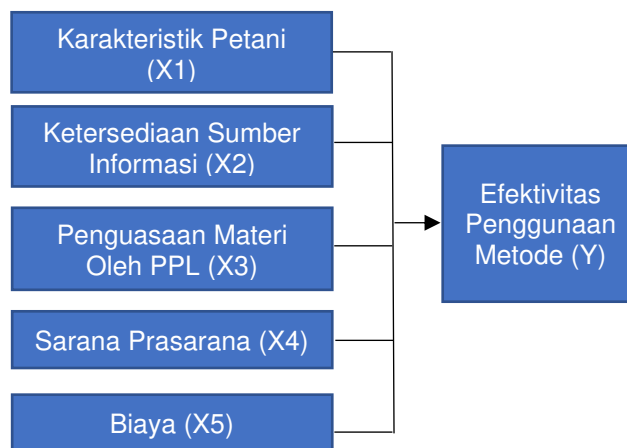 Karakteristik Petani
(X1)
Ketersediaan Sumber
Informasi (X2)
Penguasaan Materi
Oleh PPL (X3)
Sarana Prasarana (X4)
Biaya (X5)
Efektivitas
Penggunaan
Metode (Y)